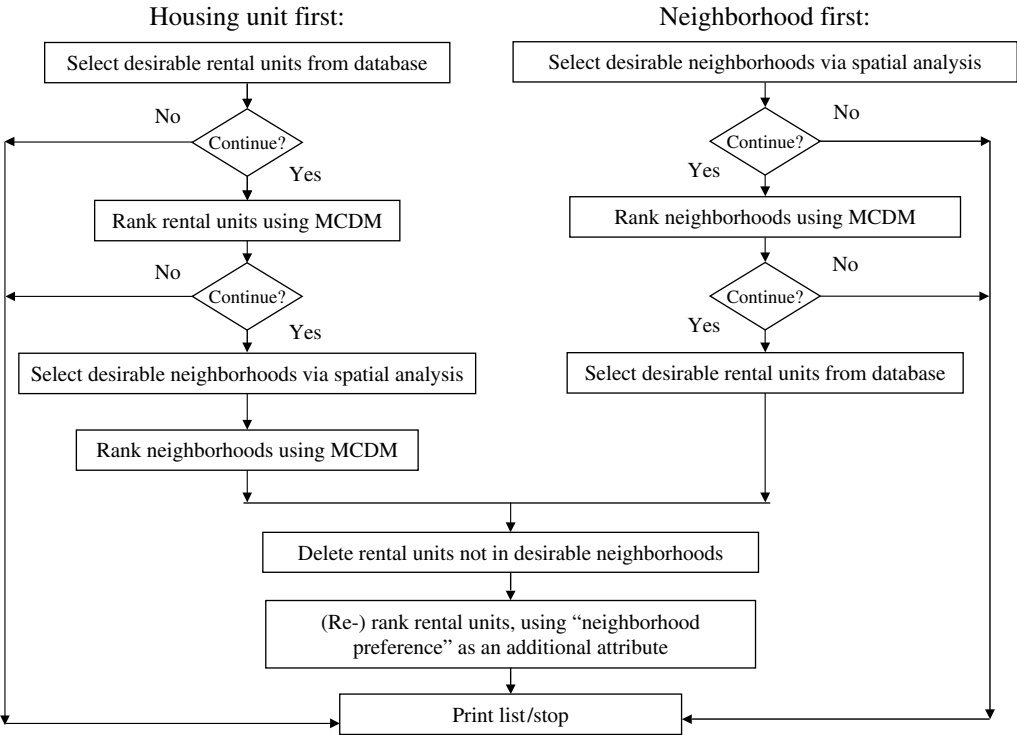 Housing unit first:
Select desirable rental units from database
No
Continue?
Yes
Rank rental units using MCDM
No
Continue?
Yes
Select desirable neighborhoods via spatial analysis
Rank neighborhoods using MCDM
Neighborhood first:
Select desirable neighborhoods via spatial analysis
No
Continue?
Yes
Rank neighborhoods using MCDM
No
Continue?
Yes
Select desirable rental units from database
Delete rental units not in desirable neighborhoods
(Re-) rank rental units, using “neighborhood
preference” as an additional attribute
Print list/stop